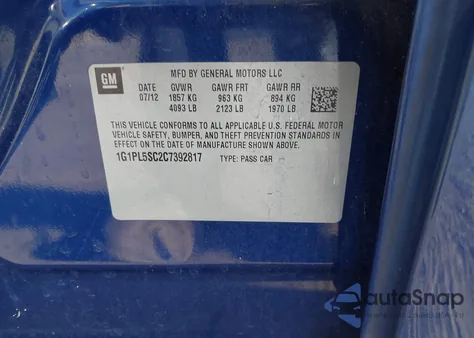 GM
MFD BY GENERAL MOTORS LLC
DATE GVWR GAWR FRT GAWR RR
07/12 1857 KG 963 KG 894 KG
4093 LB 2123 LB 1970 LB
THIS VEHICLE CONFORMS TO ALL APPLICABLE U.S. FEDERAL MOTOR
VEHICLE SAFETY, BUMPER, AND THEFT PREVENTION STANDARDS IN
EFFECT ON THE DATE OF MANUFACTURE SHOWN ABOVE.
1G1PL5SC2C7392817 TYPE: PASS CAR
autoSnap